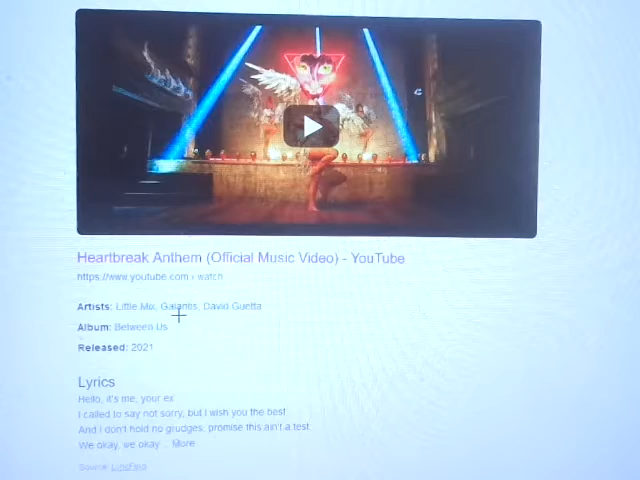 Heartbreak Anthem (Official Music Video) - YouTube
https://www.youtube.com › watch
Artists: Little Mix, Galantis, David Guetta
Album: Between Us
Released: 2021
Lyrics
Hello, it's me, your ex
I called to say not sorry, but I wish you the best
And I don't hold no grudges, promise this ain't a test
We okay, we okay ... More
Source: LyricFind